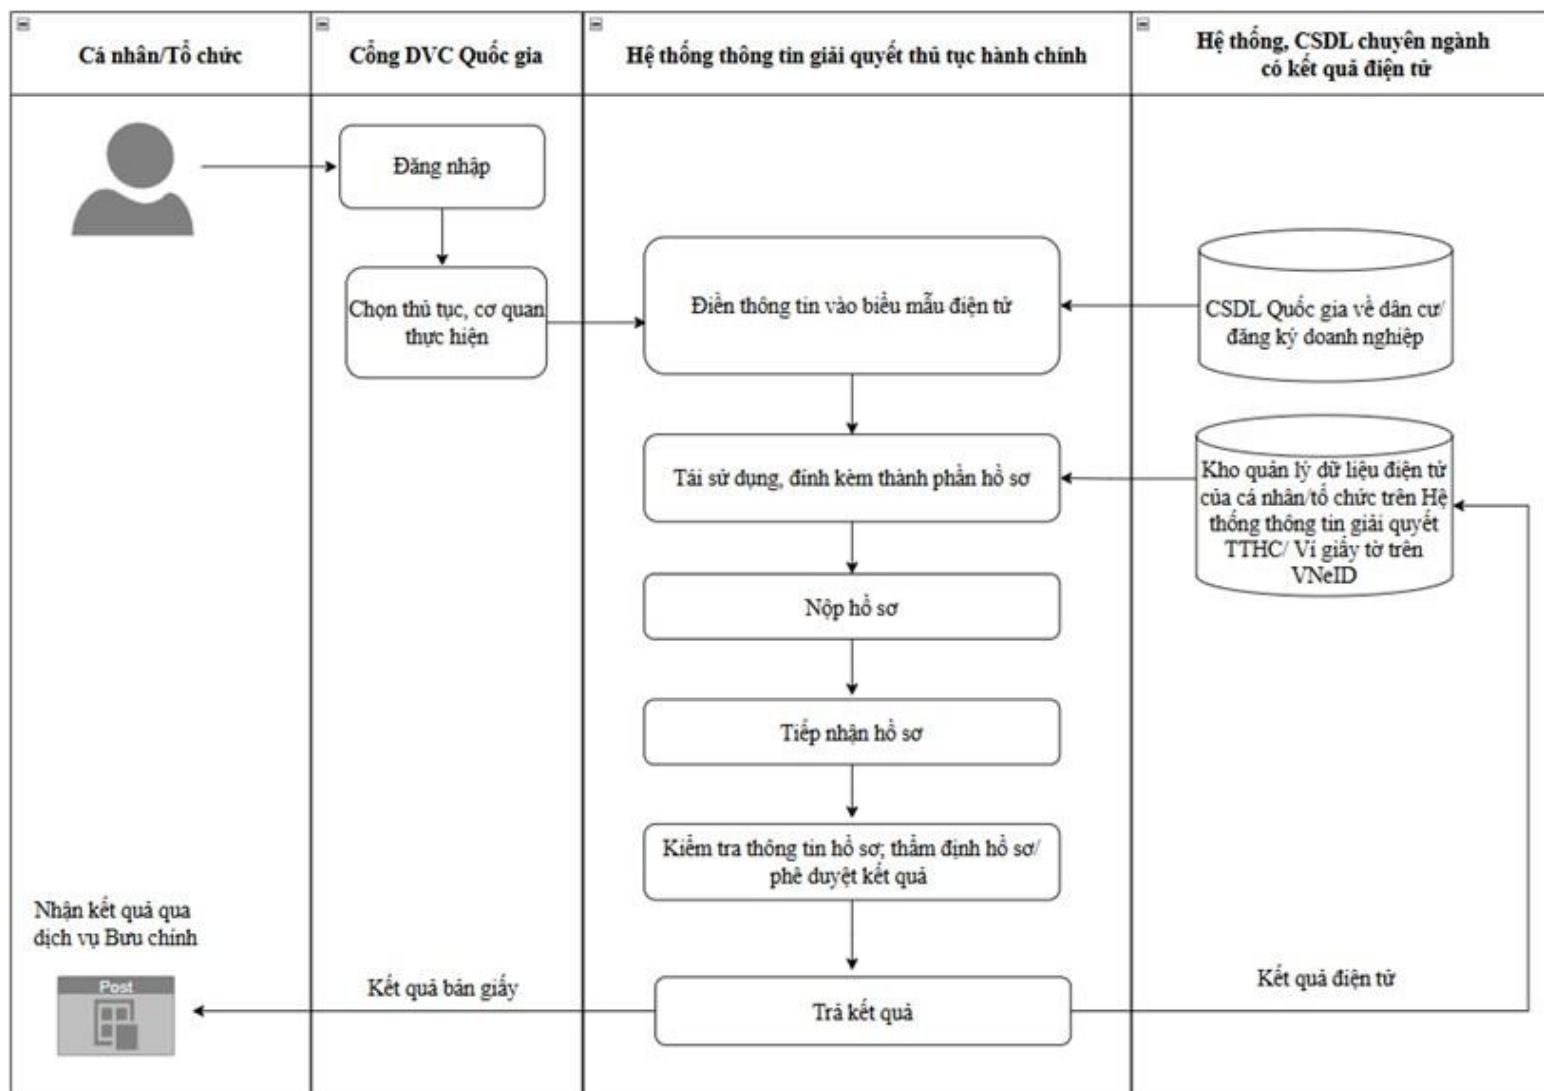 Cá nhân/Tổ chức
Cổng DVC Quốc gia
Hệ thống thông tin giải quyết thủ tục hành chính
Hệ thống, CSDL chuyên ngành
có kết quả điện tử
Đăng nhập
Chọn thủ tục, cơ quan
thực hiện
Điền thông tin vào biểu mẫu điện tử
CSDL Quốc gia về dân cư/
đăng ký doanh nghiệp
Tái sử dụng, đính kèm thành phần hồ sơ
Kho quản lý dữ liệu điện tử
của cá nhân/tổ chức trên Hệ
thống thông tin giải quyết
TTHC/ Ví giấy tờ trên
VNeID
Nộp hồ sơ
Tiếp nhận hồ sơ
Kiểm tra thông tin hồ sơ; thẩm định hồ sơ/
phê duyệt kết quả
Nhận kết quả qua
dịch vụ Bưu chính
Post
Kết quả bản giấy
Trả kết quả
Kết quả điện tử